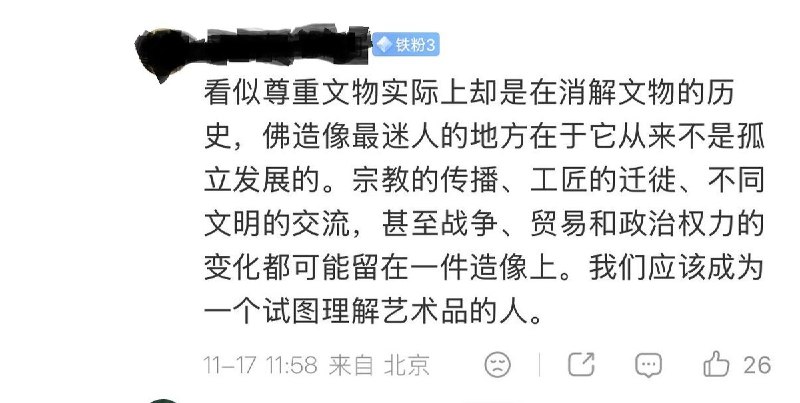 铁粉3
看似尊重文物实际上却是在消解文物的历
史，佛造像最迷人的地方在于它从来不是孤
立发展的。宗教的传播、工匠的迁徙、不同
文明的交流，甚至战争、贸易和政治权力的
变化都可能留在一件造像上。我们应该成为
一个试图理解艺术品的人。
11-17 11:58 来自 北京 26